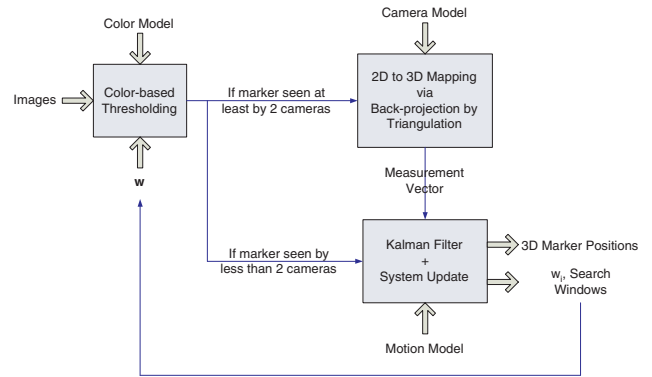 Color Model
Camera Model
Images
Color-based
Thresholding
If marker seen at
least by 2 cameras
2D to 3D Mapping
via
Back-projection by
Triangulation
w
Measurement
Vector
If marker seen by
less than 2 cameras
Kalman Filter
+
System Update
3D Marker Positions
wi, Search
Windows
Motion Model